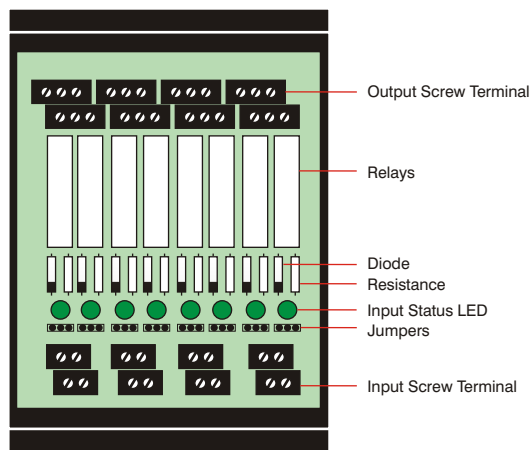 Output Screw Terminal
Relays
Diode
Resistance
Input Status LED
Jumpers
Input Screw Terminal